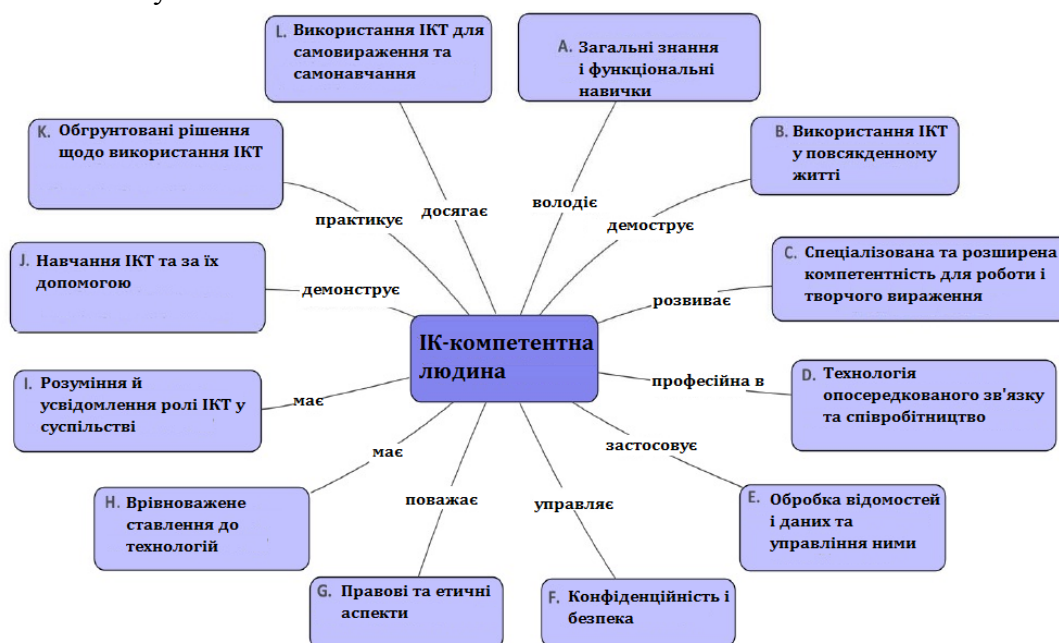 L. Використання ІКТ для
самовираження та
самонавчання
A. Загальні знання
і функціональні
навички
K. Обгрунтовані рішення
щодо використання ІКТ
B. Використання ІКТ
у повсякденному
житті
досягає
володіє
практикує
демострує
J. Навчання ІКТ та за їх
допомогою
C. Спеціалізована та розширена
компетентність для роботи і
творчого вираження
демонструє
розвиває
ІК-компетентна
людина
I. Розуміння й
усвідомлення ролі ІКТ у
суспільстві
має
професійна в
D. Технологія
опосередкованого зв'язку
та співробітництво
має
застосовує
H. Врівноважене
ставлення до
технологій
поважає
управляє
E. Обробка відомостей
і даних та
управління ними
G. Правові та етичні
аспекти
F. Конфіденційність і
безпека